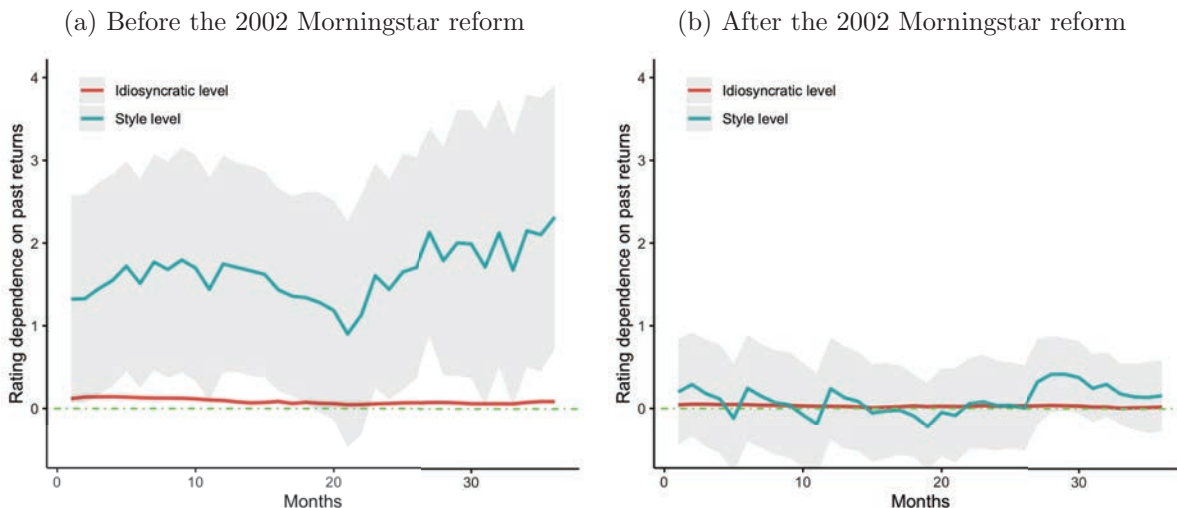 (a) Before the 2002 Morningstar reform
Rating dependence on past returns
4
3
2
1
0
Idiosyncratic level
Style level
0
10
20
30
Months
(b) After the 2002 Morningstar reform
Rating dependence on past returns
4
3
2
1
0
Idiosyncratic level
Style level
0
10
20
30
Months